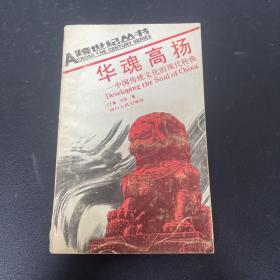 跨世纪丛书
ACROSS THE CENTURY SERIES
华魂高扬
—中国传统文化的现代转换
Developing the Soul of China
四川人民出版社